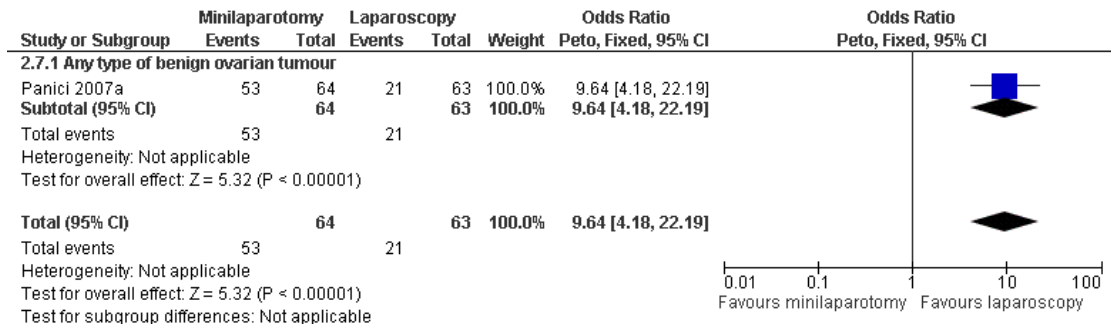 Minilaparotomy Laparoscopy Odds Ratio Odds Ratio
Study or Subgroup Events Total Events Total Weight Peto, Fixed, 95% CI Peto, Fixed, 95% CI
2.7.1 Any type of benign ovarian tumour
Panici 2007a 53 64 21 63 100.0% 9.64 [4.18, 22.19]
Subtotal (95% CI) 64 63 100.0% 9.64 [4.18, 22.19]
Total events 53 21
Heterogeneity: Not applicable
Test for overall effect: Z = 5.32 (P < 0.00001)
Total (95% CI) 64 63 100.0% 9.64 [4.18, 22.19]
Total events 53 21
Heterogeneity: Not applicable
Test for overall effect: Z = 5.32 (P < 0.00001)
Test for subgroup differences: Not applicable
0.01 0.1 1 10 100
Favours minilaparotomy Favours laparoscopy